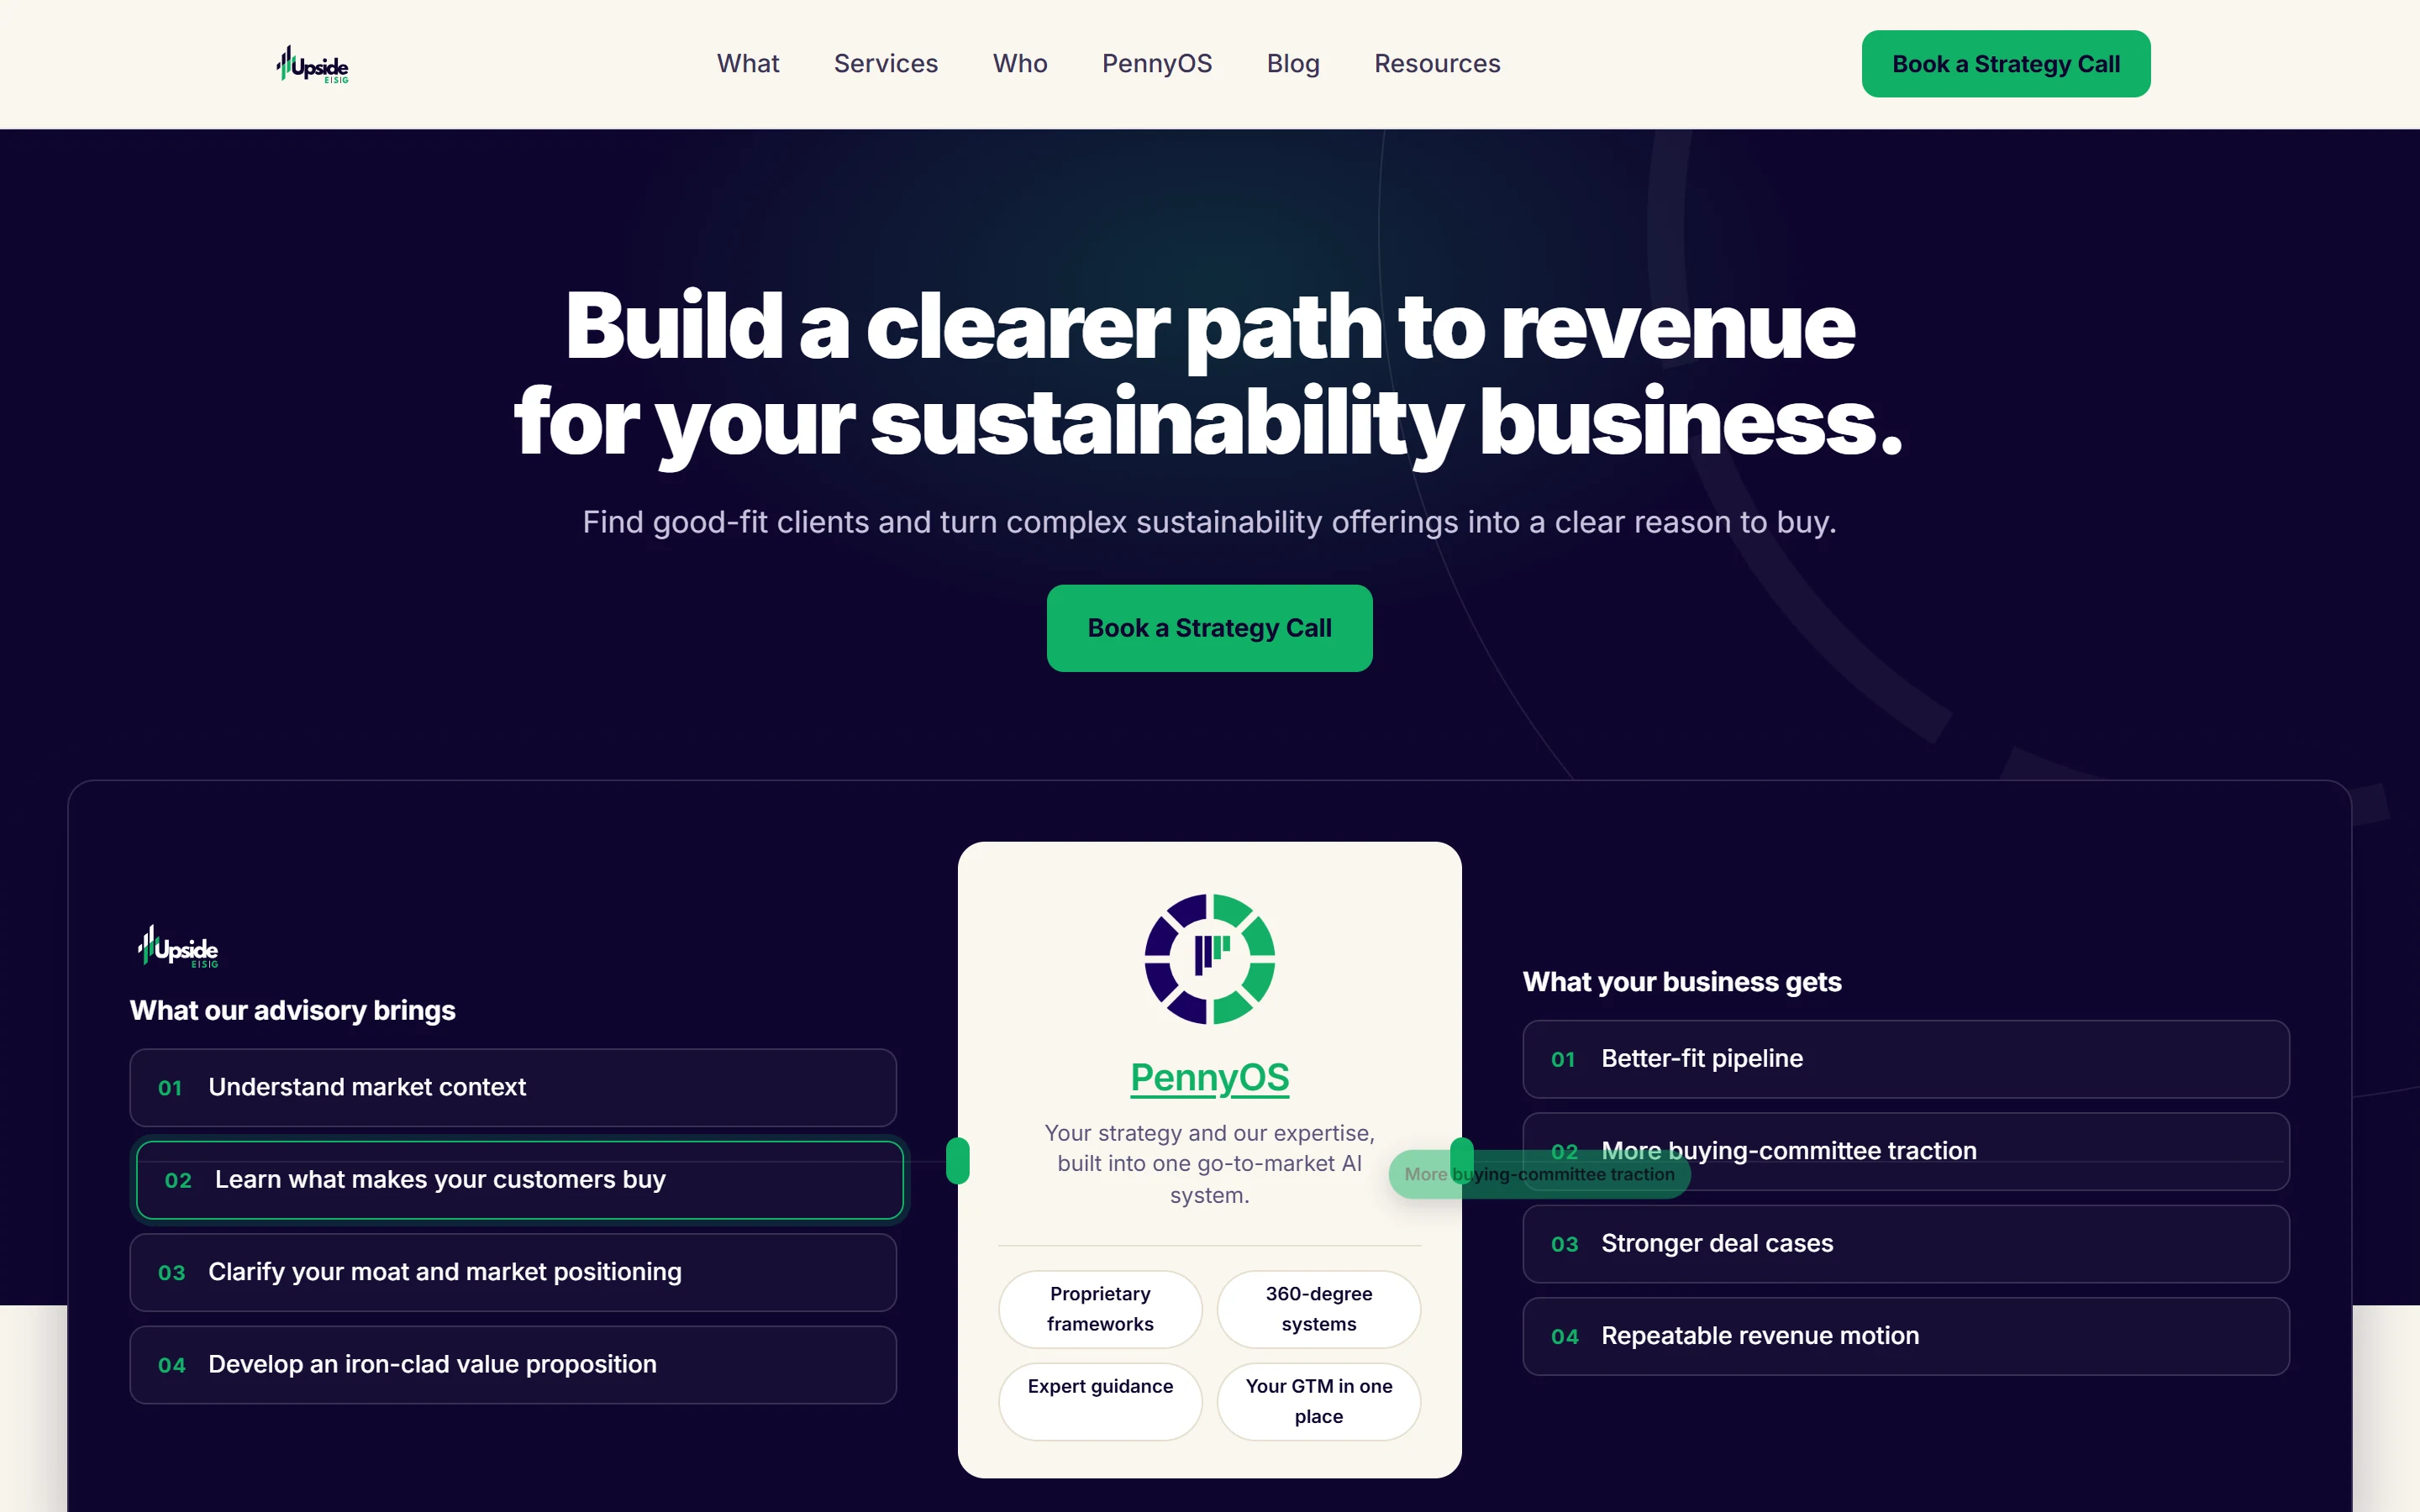 Upside
EISIG
What
Services
Who
PennyOS
Blog
Resources
Book a Strategy Call
Build a clearer path to revenue
for your sustainability business.
Find good-fit clients and turn complex sustainability offerings into a clear reason to buy.
Book a Strategy Call
Upside
EISIG
What our advisory brings
01 Understand market context
02 Learn what makes your customers buy
03 Clarify your moat and market positioning
04 Develop an iron-clad value proposition
PennyOS
Your strategy and our expertise,
built into one go-to-market AI
system.
Proprietary
frameworks
360-degree
systems
Expert guidance
Your GTM in one
place
What your business gets
01 Better-fit pipeline
02 More buying-committee traction
More buying-committee traction
03 Stronger deal cases
04 Repeatable revenue motion